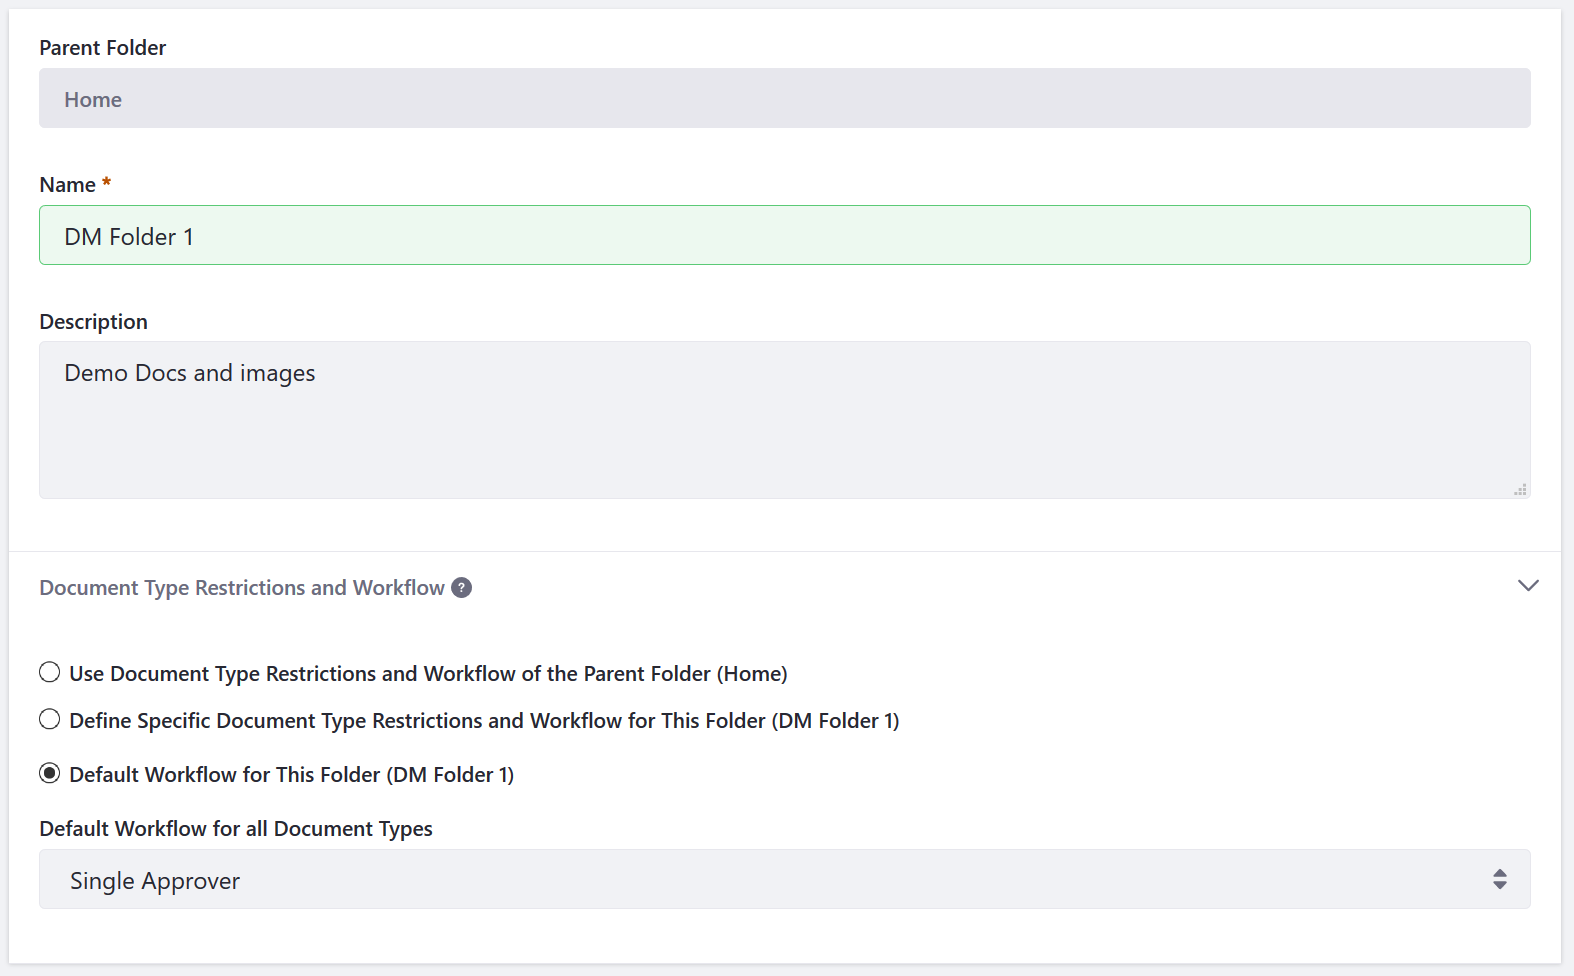 Parent Folder
Home
Name *
DM Folder 1
Description
Demo Docs and images
Document Type Restrictions and Workflow ?
Use Document Type Restrictions and Workflow of the Parent Folder (Home)
Define Specific Document Type Restrictions and Workflow for This Folder (DM Folder 1)
Default Workflow for This Folder (DM Folder 1)
Default Workflow for all Document Types
Single Approver